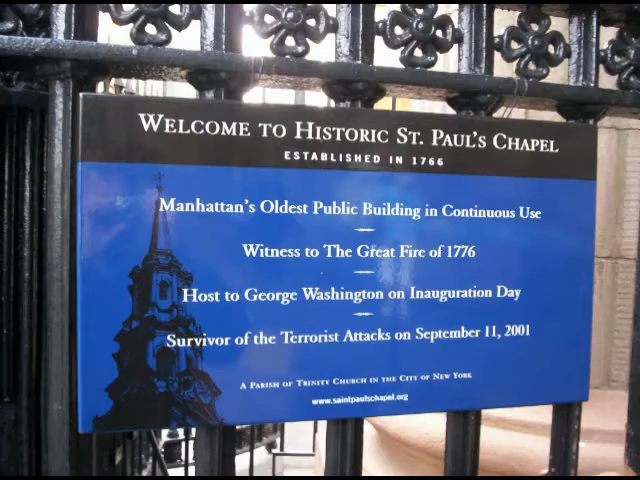 Welcome to Historic St. Paul's Chapel
ESTABLISHED IN 1766
Manhattan's Oldest Public Building in Continuous Use
Witness to The Great Fire of 1776
Host to George Washington on Inauguration Day
Survivor of the Terrorist Attacks on September 11, 2001
A Parish of Trinity Church in the City of New York
www.saintpaulschapel.org